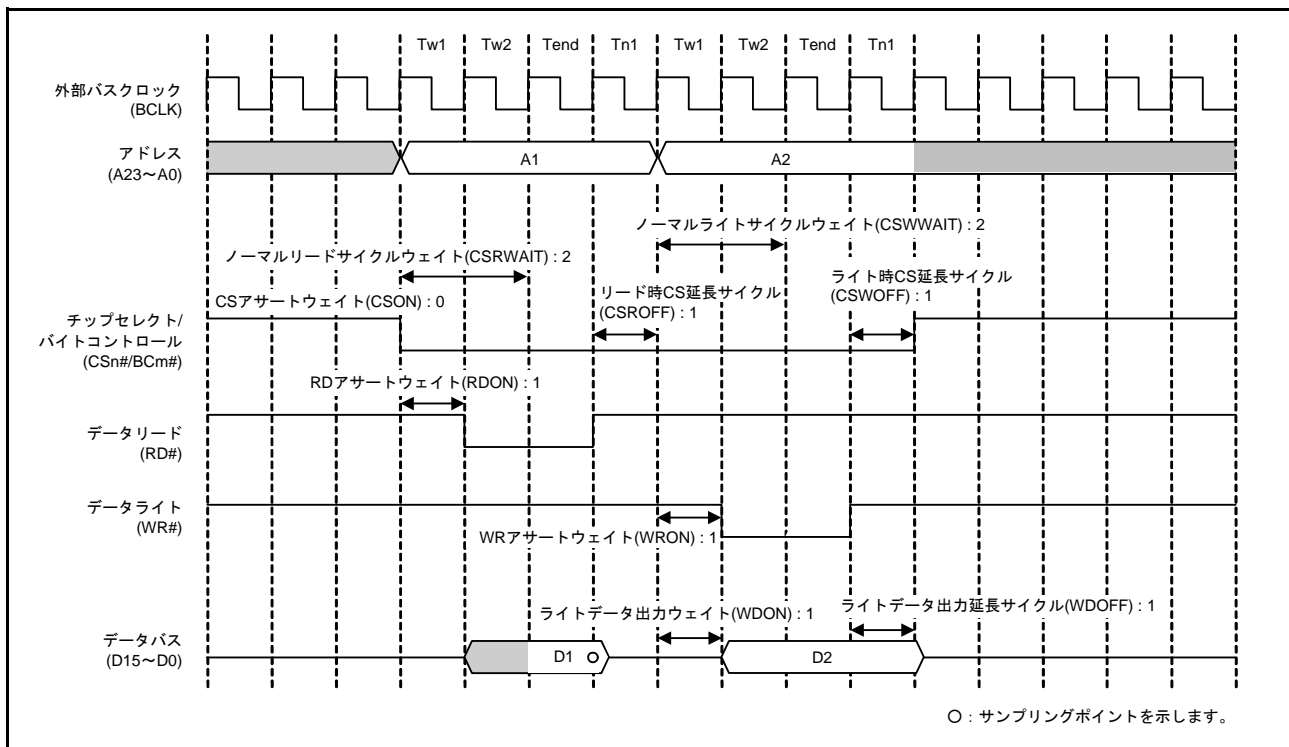 Tw1 Tw2 Tend Tn1 Tw1 Tw2 Tend Tn1
外部バスクロック
(BCLK)
アドレス
(A23～A0)
A1
A2
ノーマルライトサイクルウェイト(CSWWAIT) : 2
ノーマルリードサイクルウェイト(CSRWAIT) : 2
リード時CS延長サイクル
(CSROFF) : 1
ライト時CS延長サイクル
(CSWOFF) : 1
CSアサートウェイト(CSON) : 0
チップセレクト/
バイトコントロール
(CSn#/BCm#)
RDアサートウェイト(RDON) : 1
データリード
(RD#)
データライト
(WR#)
WRアサートウェイト(WRON) : 1
ライトデータ出力ウェイト(WDON) : 1
ライトデータ出力延長サイクル(WDOFF) : 1
データバス
(D15～D0)
D1
D2
○ : サンプリングポイントを示します。